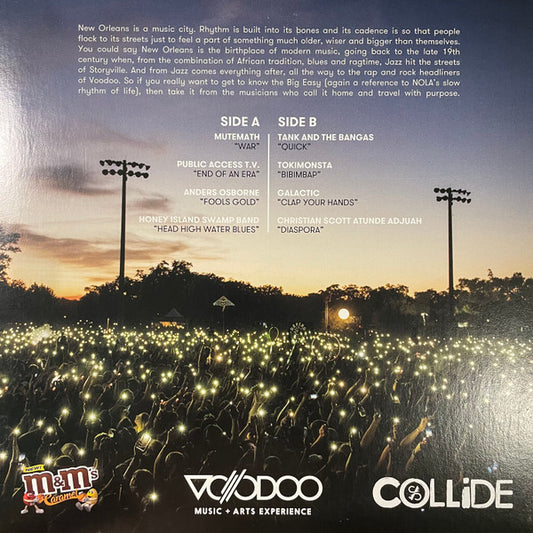 New Orleans is a music city. Rhythm is built into its bones and its cadence is so that people
flock to its streets just to feel a part of something much older, wiser and bigger than themselves.
You could say New Orleans is the birthplace of modern music, going back to the late 19th
century when, from the combination of African tradition, blues and ragtime, Jazz hit the streets
of Storyville. And from Jazz comes everything after, all the way to the rap and rock headliners
of Voodoo. So if you really want to get to know the Big Easy (again a reference to NOLA's slow
rhythm of life), then take it from the musicians who call it home and travel with purpose.
SIDE A
MUTEMATH
"WAR"
PUBLIC ACCESS T.V.
"END OF AN ERA"
ANDERS OSBORNE
"FOOLS GOLD"
HONEY ISLAND SWAMP BAND
"HEAD HIGH WATER BLUES"
SIDE B
TANK AND THE BANGAS
"QUICK"
TOKIMONSTA
"BIBIMBAP"
GALACTIC
"CLAP YOUR HANDS"
CHRISTIAN SCOTT ATUNDE ADJUAH
"DIASPORA"
NEW!
m&m's
Caramel
VOODOO
MUSIC + ARTS EXPERIENCE
COLLiDE